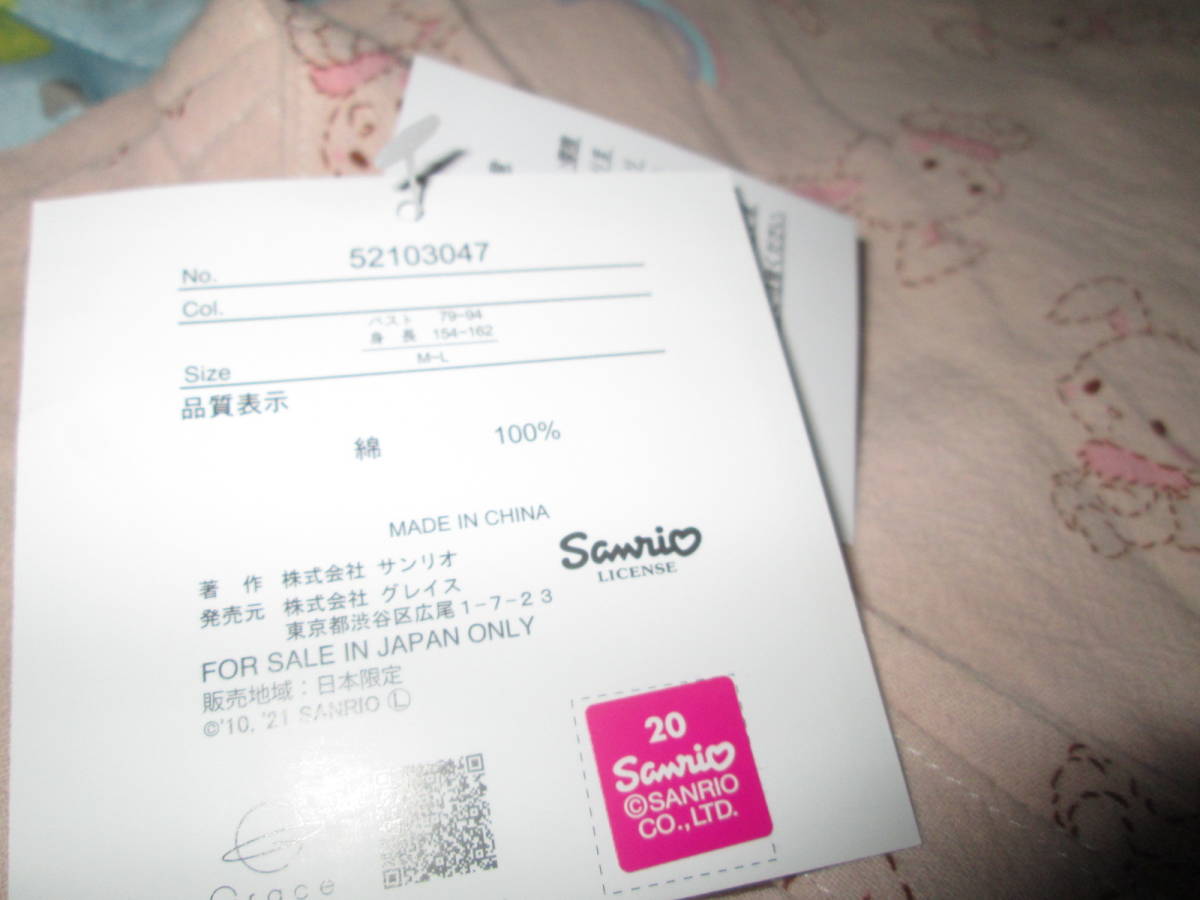 No. 52103047
Col.
バスト 79-94
身長 154-162
M-L
Size
品質表示
綿 100%
MADE IN CHINA
著 作 株式会社 サンリオ
発売元 株式会社 グレイス
東京都渋谷区広尾1-7-23
Sanrio
LICENSE
FOR SALE IN JAPAN ONLY
販売地域：日本限定
©'10, '21 SANRIO Ⓛ
20
Sanrio
©SANRIO
CO., LTD.
Grace